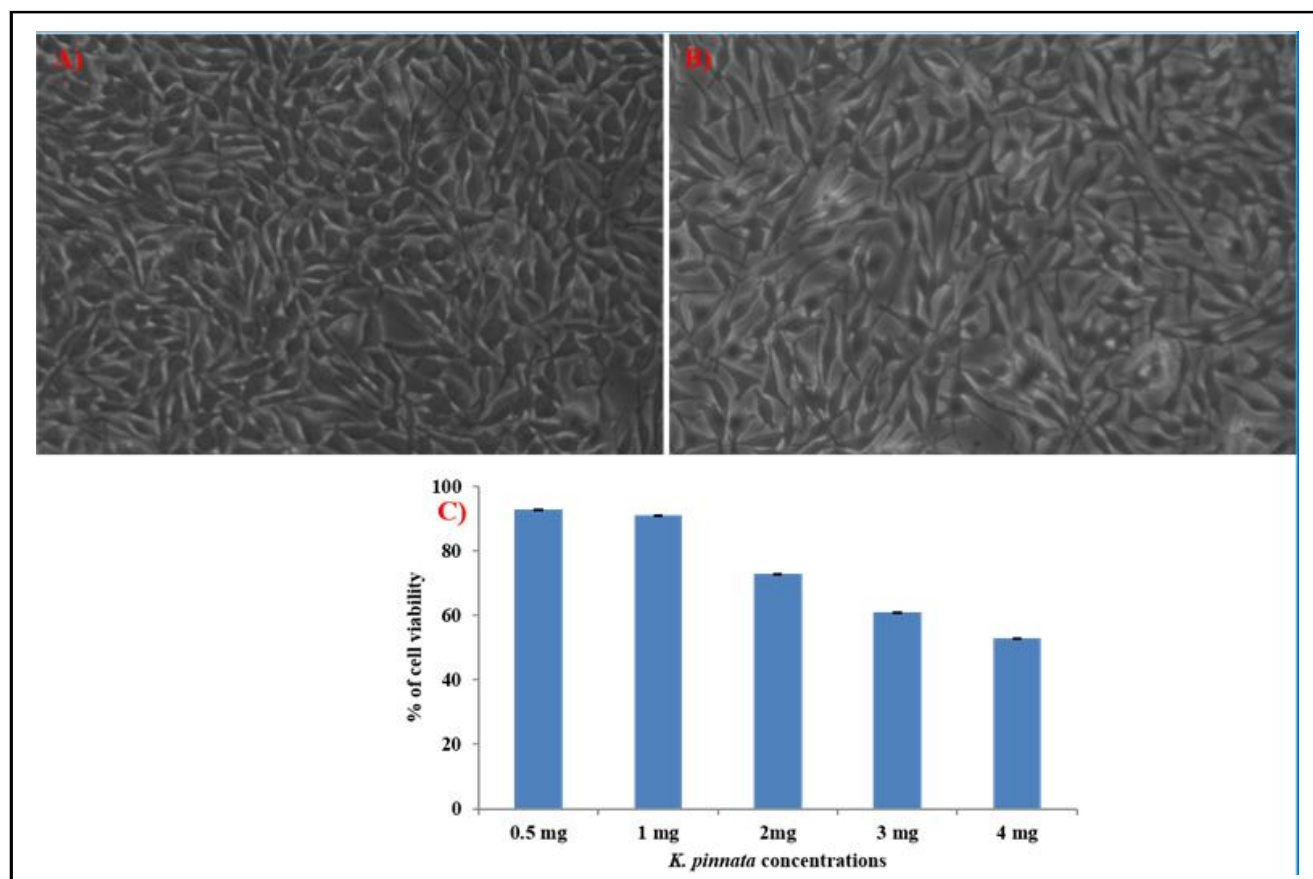 A)
B)
C)
% of cell viability
100
80
60
40
20
0
0.5 mg
1 mg
2mg
3 mg
4 mg
K. pinnata concentrations